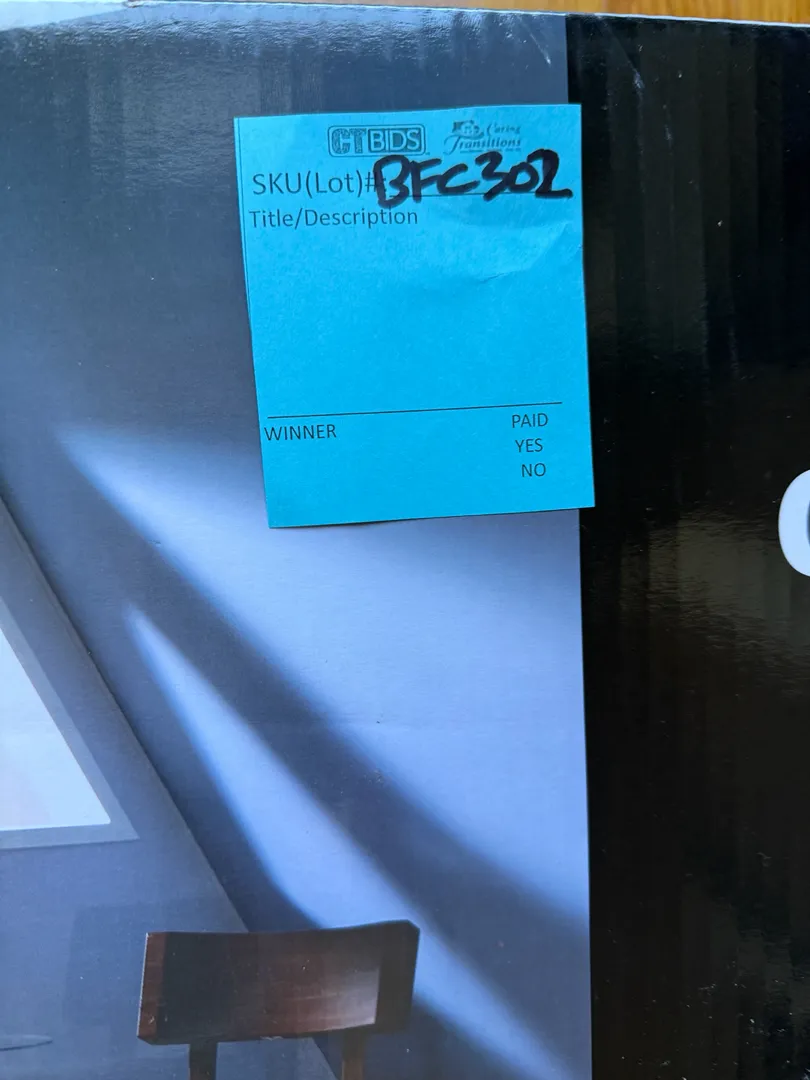 CTBIDS Caring Transitions
SKU(Lot)# BFC302
Title/Description
WINNER PAID
YES
NO